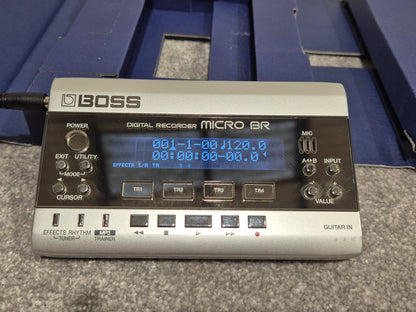 BOSS
DIGITAL RECORDER MICRO BR
POWER
MIC
001-1-00♩120.0
00:00:00-00.0
EFFECTS L/R TR
EXIT UTILITY
MODE
CURSOR
A↔B INPUT
VALUE
TR1 TR2 TR3 TR4
EFFECTS RHYTHM MP3
TUNER TRAINER
GUITAR IN